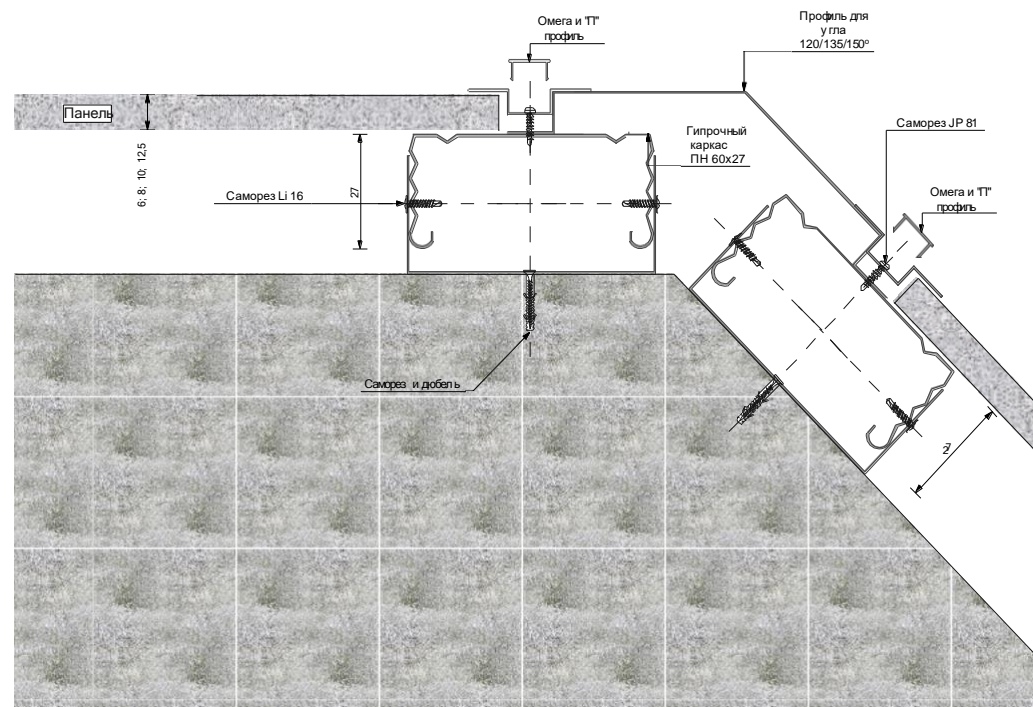 Омега и "П"
профиль
Профиль для
угла
120/135/150°
Панель
6; 8; 10; 12,5
Саморез Li 16
27
Гипрочный
каркас
ПН 60x27
Саморез JP 81
Омега и "П"
профиль
Саморез и дюбель
27